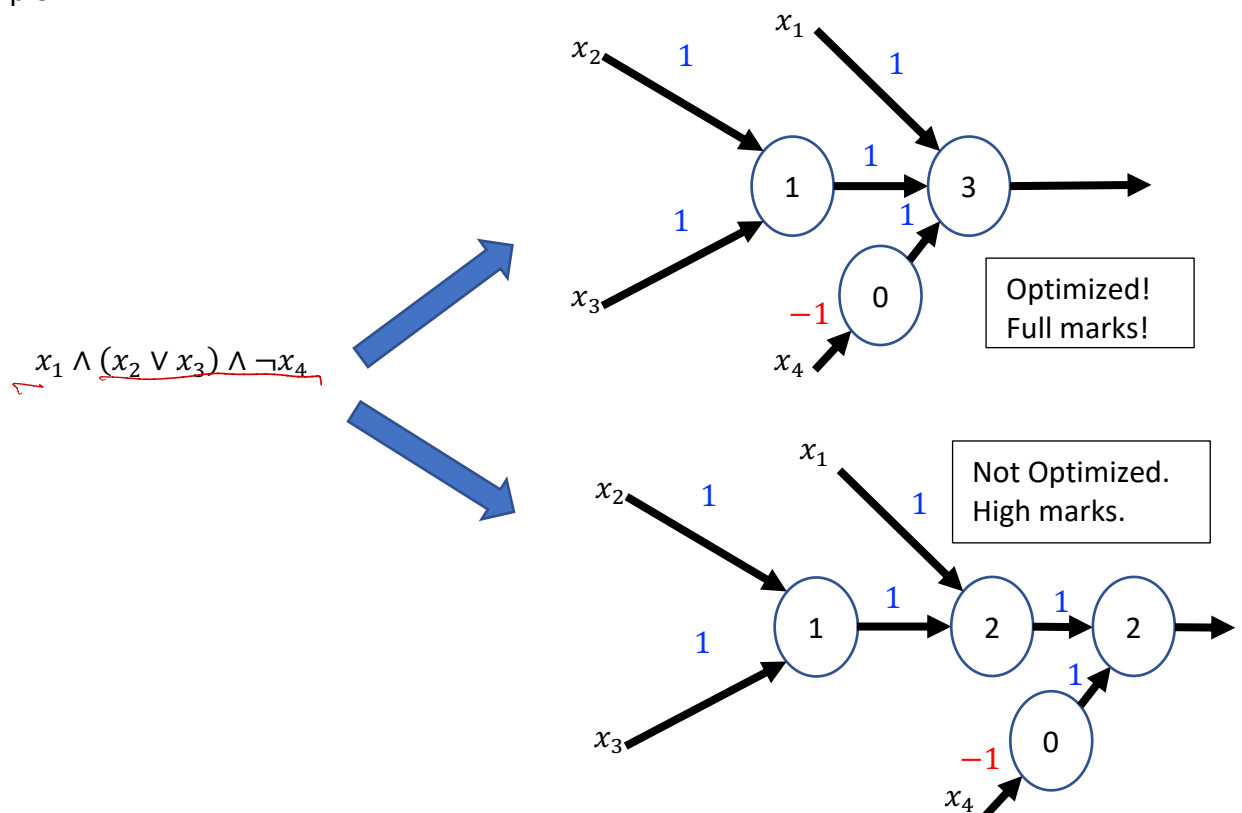 x₁ ∧ (x₂ ∨ x₃) ∧ ¬x₄
x₁
x₂
1
1
1
1
3
1
1
x₃
0
−1
x₄
Optimized!
Full marks!
x₁
x₂
1
1
Not Optimized.
High marks.
1
1
1
2
1
2
1
x₃
0
−1
x₄